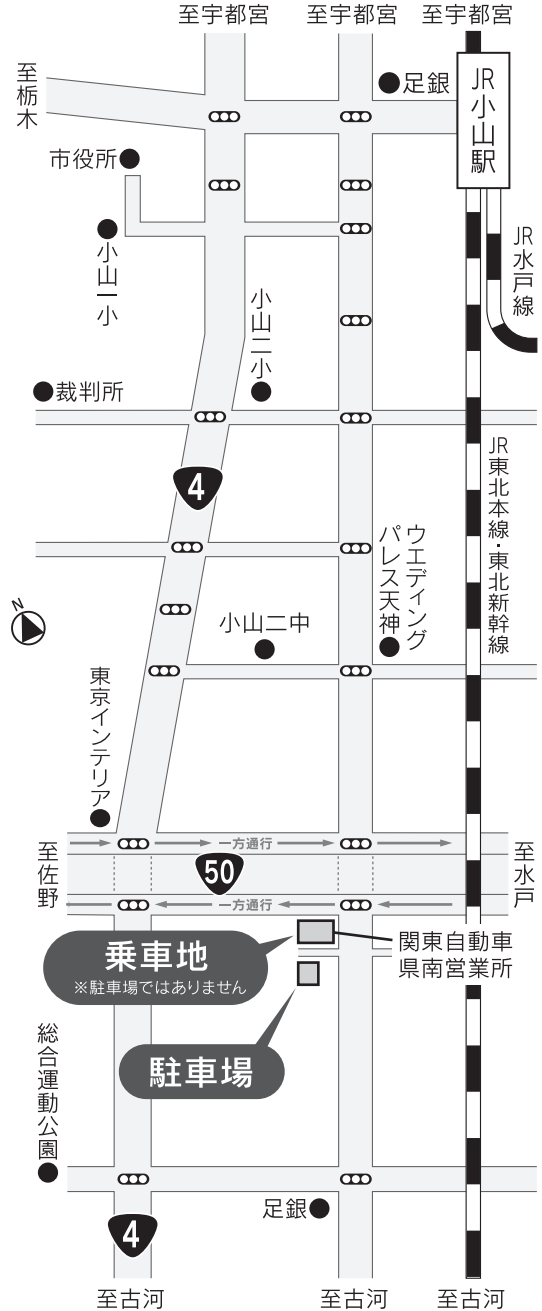 至宇都宮
至宇都宮
至宇都宮
至栃木
足銀
JR小山駅
市役所
小山一小
JR水戸線
小山二小
裁判所
4
JR東北本線・東北新幹線
ウエディング
パレス天神
N
小山二中
東京インテリア
一方通行
至佐野
50
至水戸
一方通行
乗車地
※駐車場ではありません
関東自動車
県南営業所
駐車場
総合運動公園
足銀
4
至古河
至古河
至古河